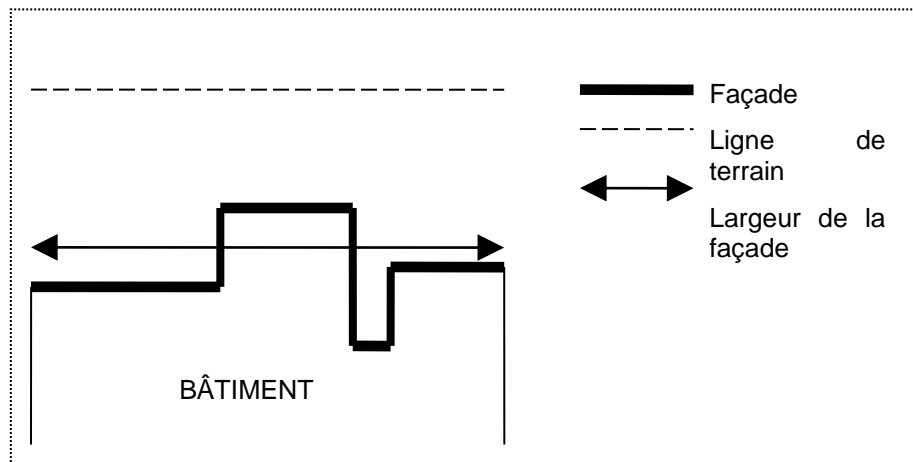 Façade
Ligne de
terrain
Largeur de la
façade
BÂTIMENT